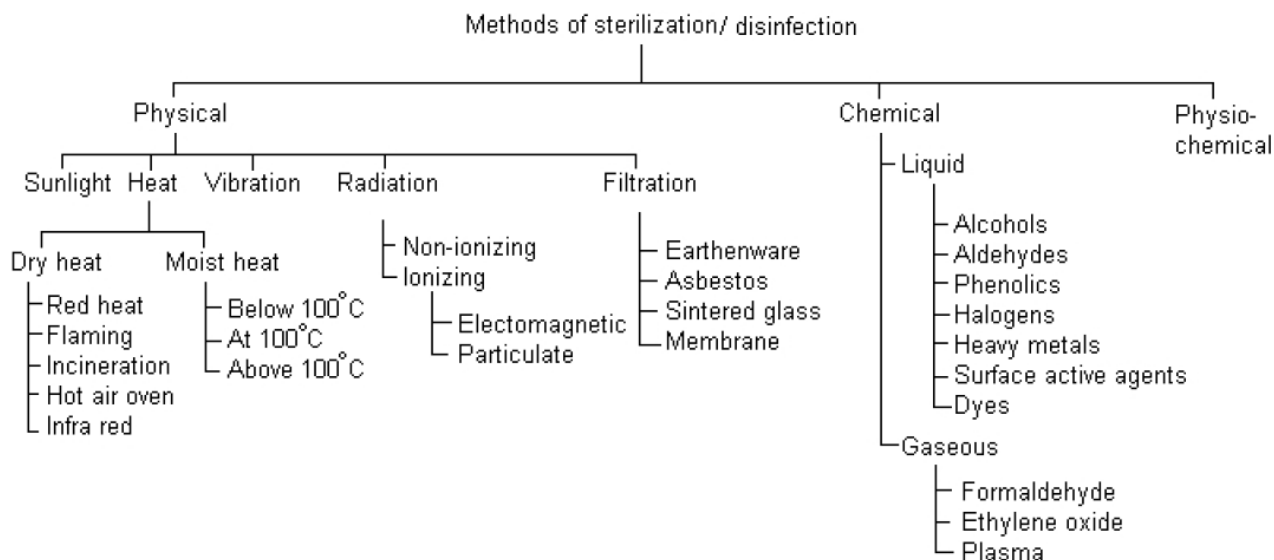 Methods of sterilization/ disinfection
Physical
Chemical
Physio-
chemical
Sunlight
Heat
Vibration
Radiation
Filtration
Dry heat
Red heat
Flaming
Incineration
Hot air oven
Infra red
Moist heat
Below 100°C
At 100°C
Above 100°C
Non-ionizing
Ionizing
Electomagnetic
Particulate
Earthenware
Asbestos
Sintered glass
Membrane
Liquid
Alcohols
Aldehydes
Phenolics
Halogens
Heavy metals
Surface active agents
Dyes
Gaseous
Formaldehyde
Ethylene oxide
Plasma